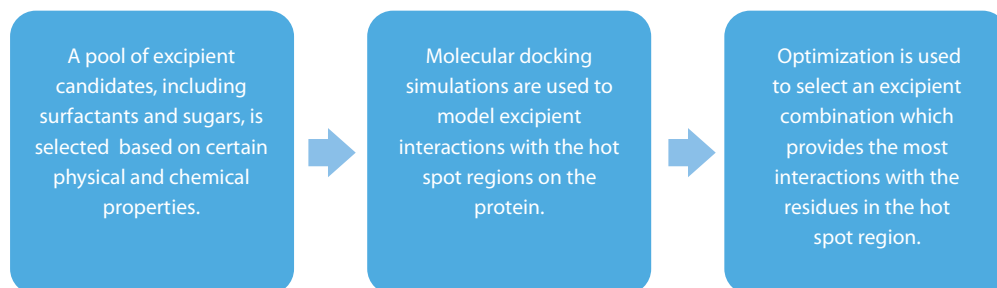 A pool of excipient
candidates, including
surfactants and sugars, is
selected based on certain
physical and chemical
properties.
Molecular docking
simulations are used to
model excipient
interactions with the hot
spot regions on the
protein.
Optimization is used
to select an excipient
combination which
provides the most
interactions with the
residues in the hot
spot region.